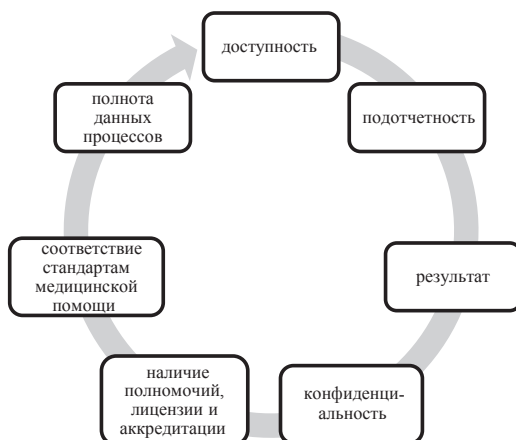 доступность
подотчетность
результат
конфиденци-
альность
наличие
полномочий,
лицензии и
аккредитации
соответствие
стандартам
медицинской
помощи
полнота
данных
процессов